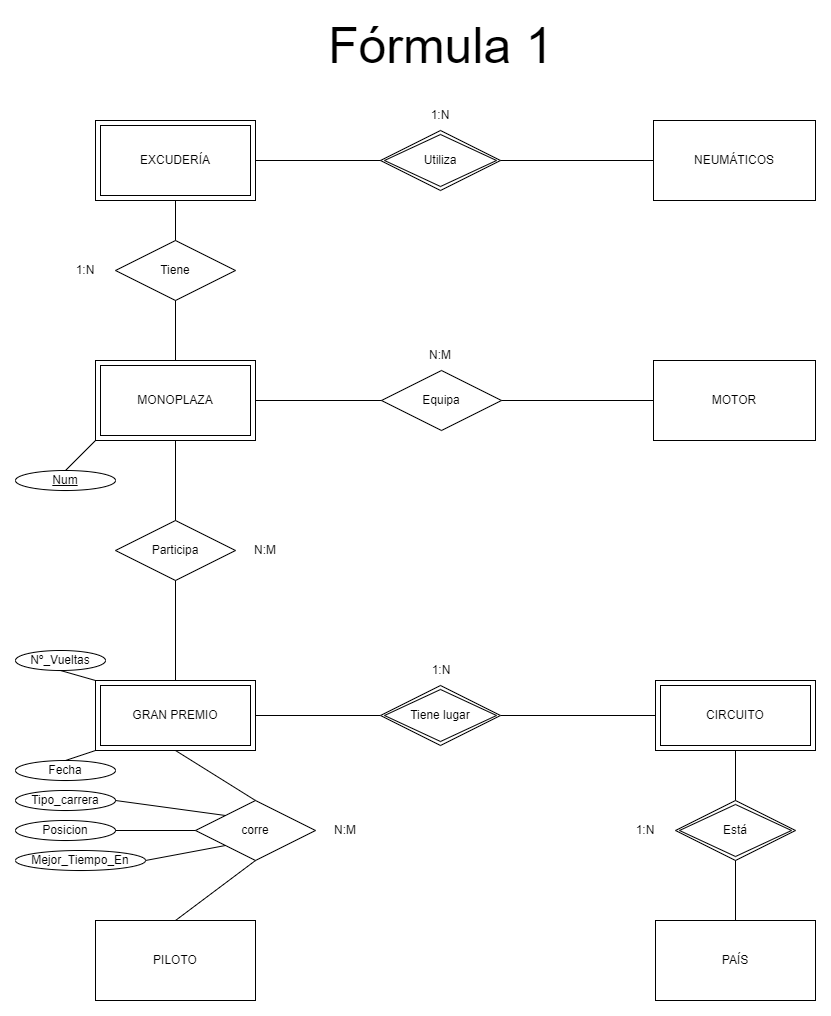 Fórmula 1
1:N
EXCUDERÍA
Utiliza
NEUMÁTICOS
1:N
Tiene
N:M
MONOPLAZA
Equipa
MOTOR
Num
Participa
N:M
Nº_Vueltas
1:N
GRAN PREMIO
Tiene lugar
CIRCUITO
Fecha
Tipo_carrera
Posicion
corre
N:M
1:N
Está
Mejor_Tiempo_En
PILOTO
PAÍS